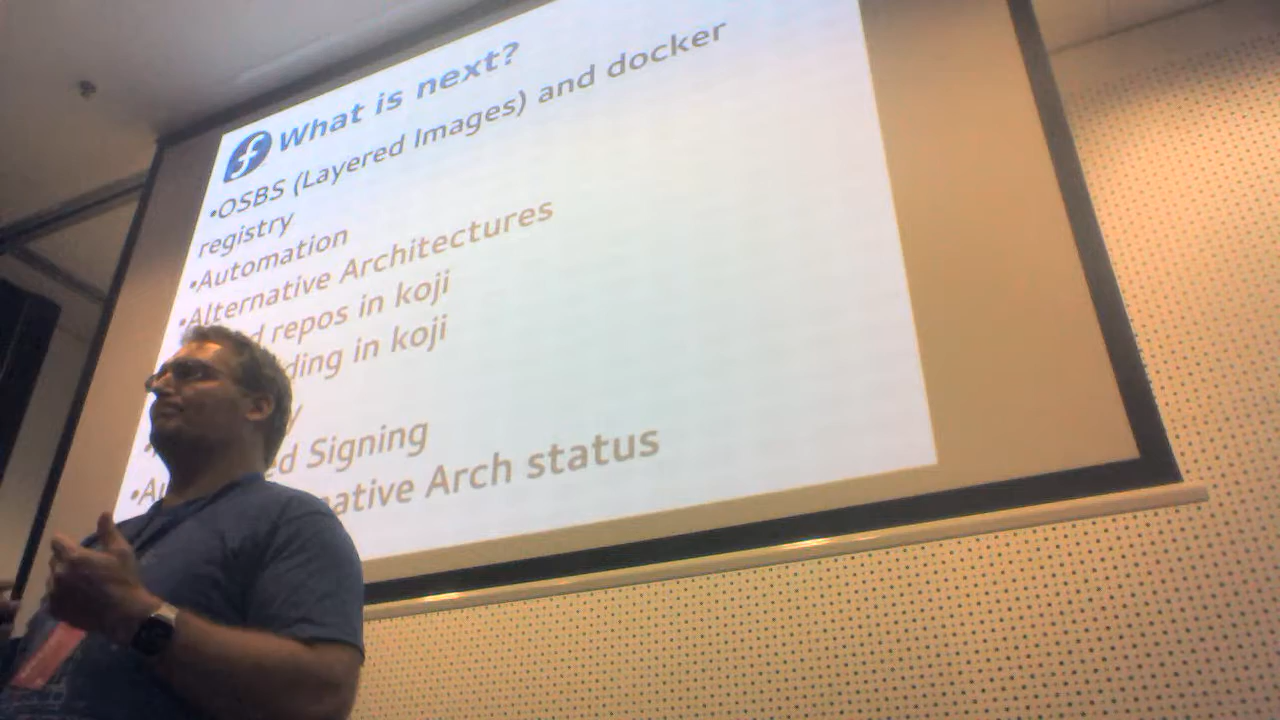 What is next?
•OSBS (Layered Images) and docker
registry
•Automation
•Alternative Architectures
repos in koji
in koji
Signing
Arch status